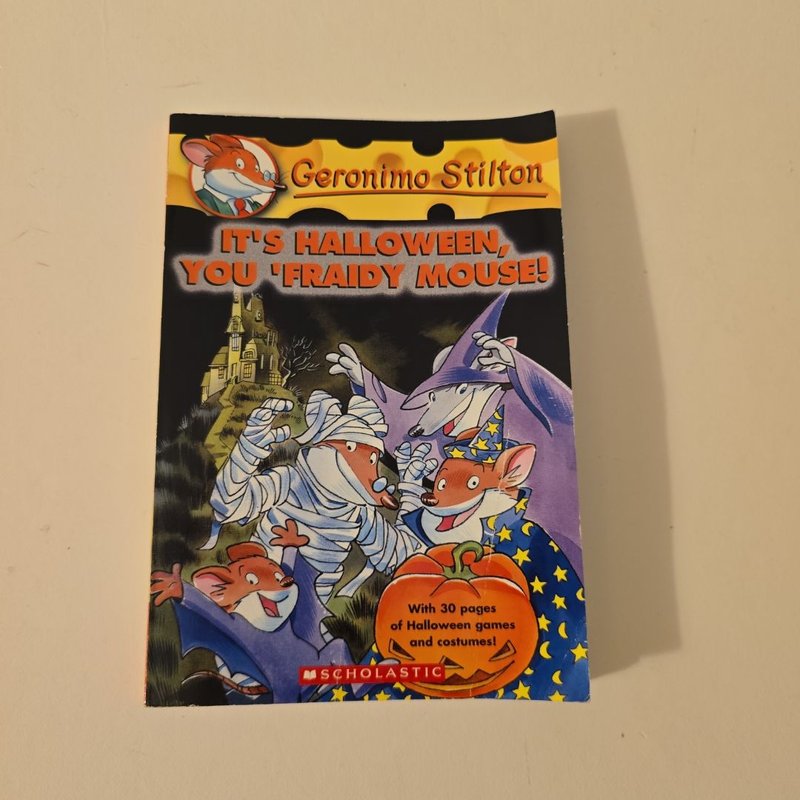 Geronimo Stilton
IT'S HALLOWEEN,
YOU 'FRAIDY MOUSE!
With 30 pages
of Halloween games
and costumes!
SCHOLASTIC